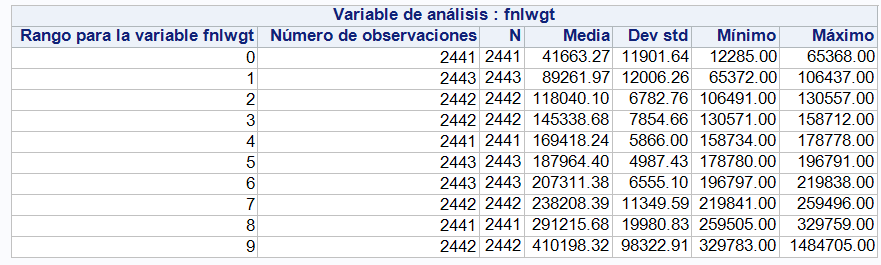 Variable de análisis : fnlwgt
Rango para la variable fnlwgt Número de observaciones N Media Dev std Mínimo Máximo
0 2441 2441 41663.27 11901.64 12285.00 65368.00
1 2443 2443 89261.97 12006.26 65372.00 106437.00
2 2442 2442 118040.10 6782.76 106491.00 130557.00
3 2442 2442 145338.68 7854.66 130571.00 158712.00
4 2441 2441 169418.24 5866.00 158734.00 178778.00
5 2443 2443 187964.40 4987.43 178780.00 196791.00
6 2443 2443 207311.38 6555.10 196797.00 219838.00
7 2442 2442 238208.39 11349.59 219841.00 259496.00
8 2441 2441 291215.68 19980.83 259505.00 329759.00
9 2442 2442 410198.32 98322.91 329783.00 1484705.00